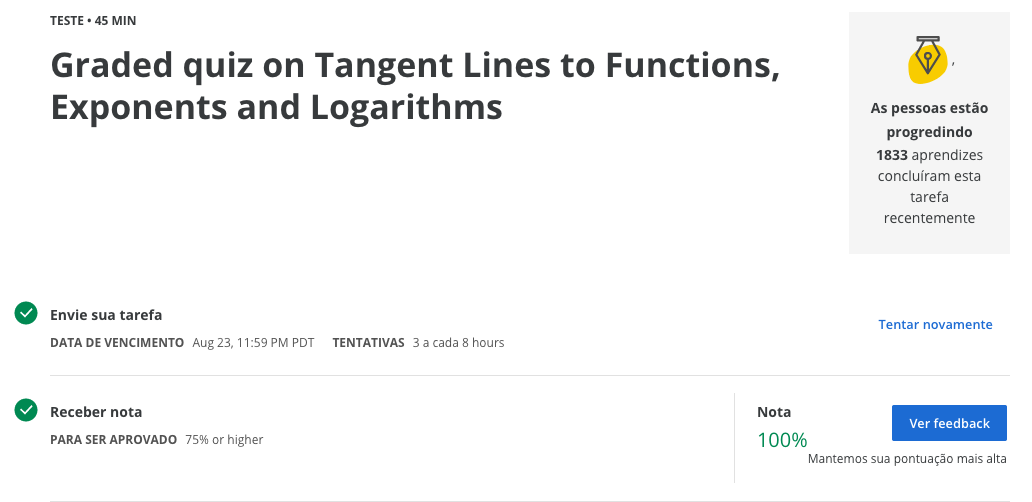 TESTE • 45 MIN
Graded quiz on Tangent Lines to Functions,
Exponents and Logarithms
,
As pessoas estão
progredindo
1833 aprendizes
concluíram esta
tarefa
recentemente
Envie sua tarefa
DATA DE VENCIMENTO Aug 23, 11:59 PM PDT TENTATIVAS 3 a cada 8 hours
Tentar novamente
Receber nota
PARA SER APROVADO 75% or higher
Nota
100%
Ver feedback
Mantemos sua pontuação mais alta